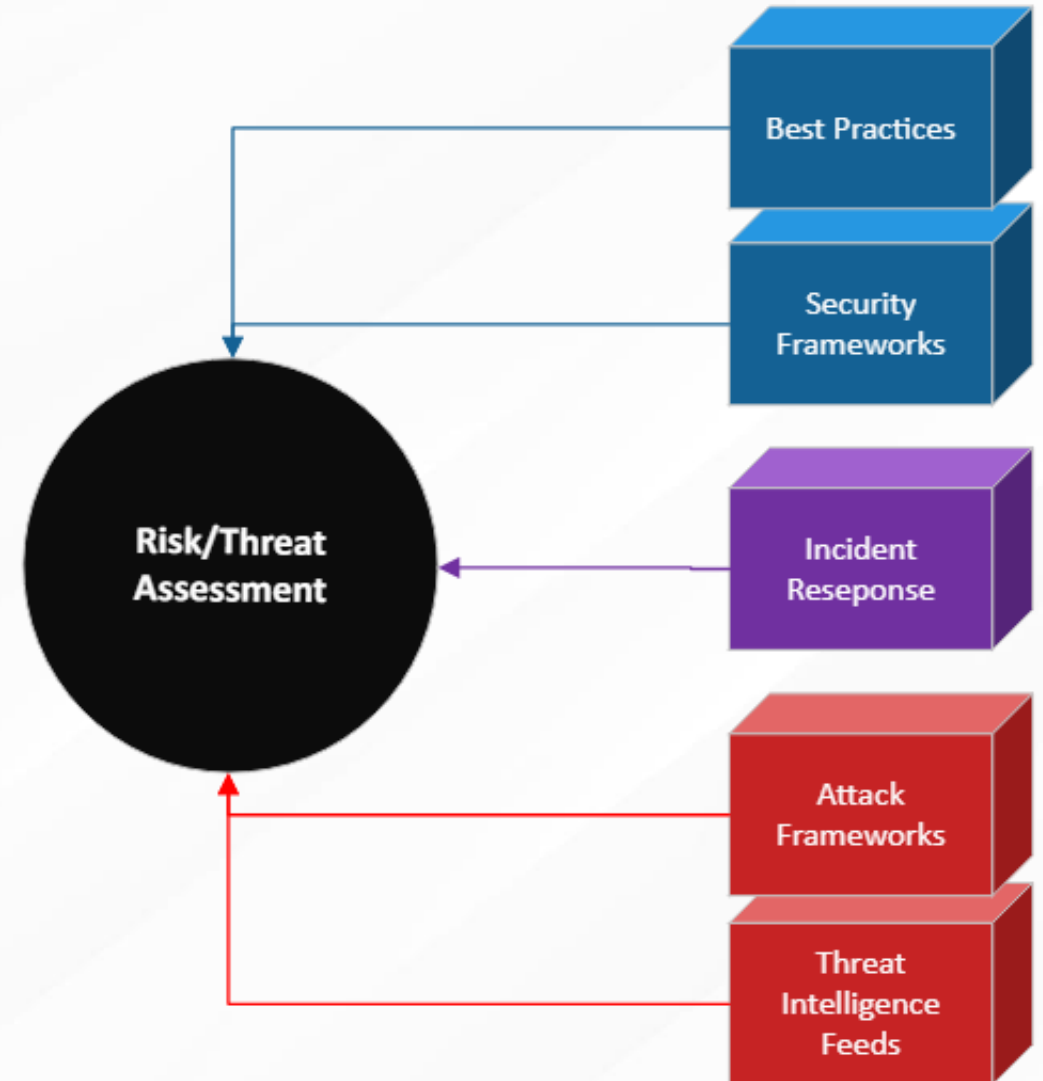 Best Practices
Security
Frameworks
Risk/Threat
Assessment
Incident
Reseponse
Attack
Frameworks
Threat
Intelligence
Feeds